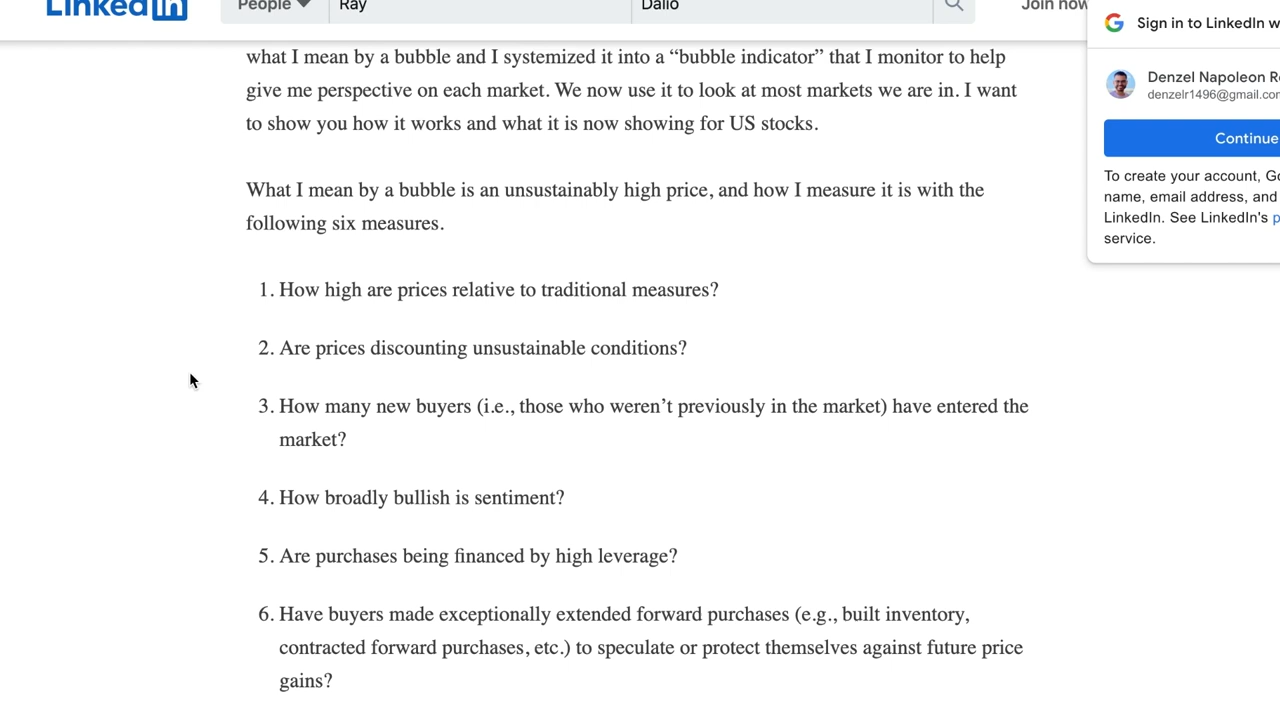 LinkedIn
People
Ray
Dalio
Join now
Sign in to LinkedIn w
Denzel Napoleon R
denzelr1496@gmail.com
Continue
To create your account, Go
name, email address, and
LinkedIn. See LinkedIn's p
service.
what I mean by a bubble and I systemized it into a “bubble indicator” that I monitor to help
give me perspective on each market. We now use it to look at most markets we are in. I want
to show you how it works and what it is now showing for US stocks.
What I mean by a bubble is an unsustainably high price, and how I measure it is with the
following six measures.
1. How high are prices relative to traditional measures?
2. Are prices discounting unsustainable conditions?
3. How many new buyers (i.e., those who weren’t previously in the market) have entered the
market?
4. How broadly bullish is sentiment?
5. Are purchases being financed by high leverage?
6. Have buyers made exceptionally extended forward purchases (e.g., built inventory,
contracted forward purchases, etc.) to speculate or protect themselves against future price
gains?